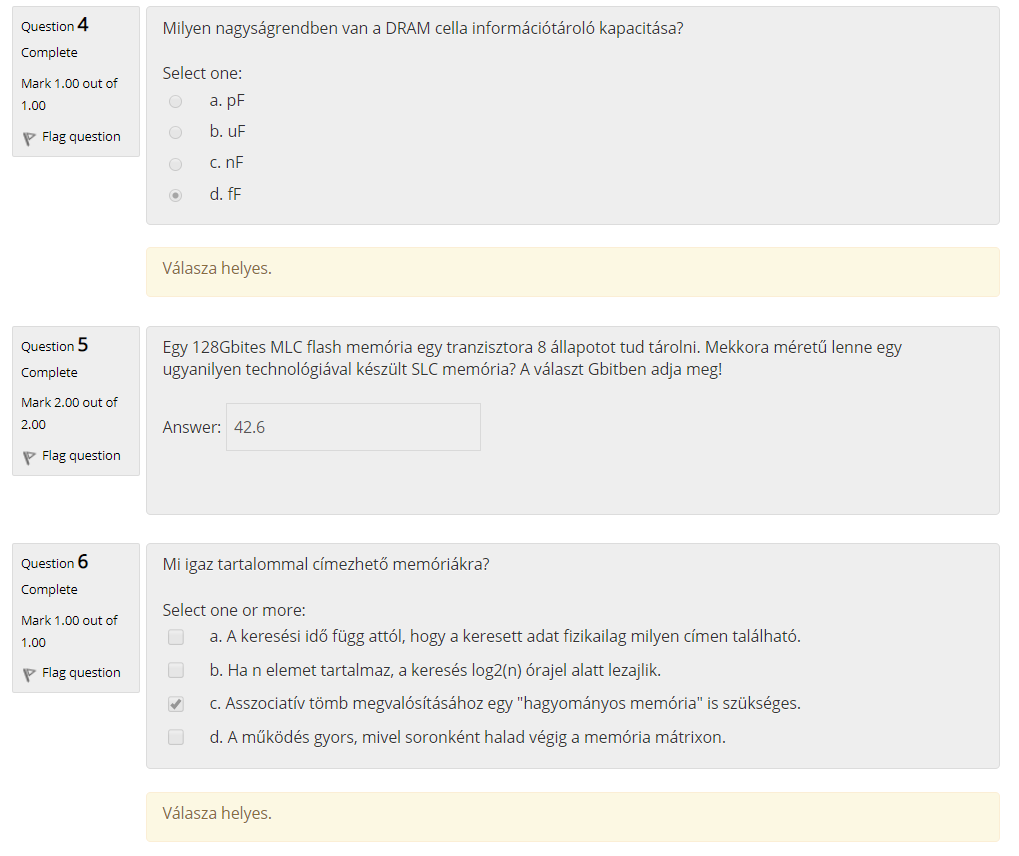 Question 4
Complete
Mark 1.00 out of
1.00
Flag question
Milyen nagyságrendben van a DRAM cella információtároló kapacitása?
Select one:
a. pF
b. uF
c. nF
d. fF
Válasza helyes.
Question 5
Complete
Mark 2.00 out of
2.00
Flag question
Egy 128Gbites MLC flash memória egy tranzisztora 8 állapotot tud tárolni. Mekkora méretű lenne egy
ugyanilyen technológiával készült SLC memória? A választ Gbitben adja meg!
Answer: 42.6
Question 6
Complete
Mark 1.00 out of
1.00
Flag question
Mi igaz tartalommal címezhető memóriákra?
Select one or more:
a. A keresési idő függ attól, hogy a keresett adat fizikailag milyen címen található.
b. Ha n elemet tartalmaz, a keresés log2(n) órajel alatt lezajlik.
c. Asszociatív tömb megvalósításához egy "hagyományos memória" is szükséges.
d. A működés gyors, mivel soronként halad végig a memória mátrixon.
Válasza helyes.